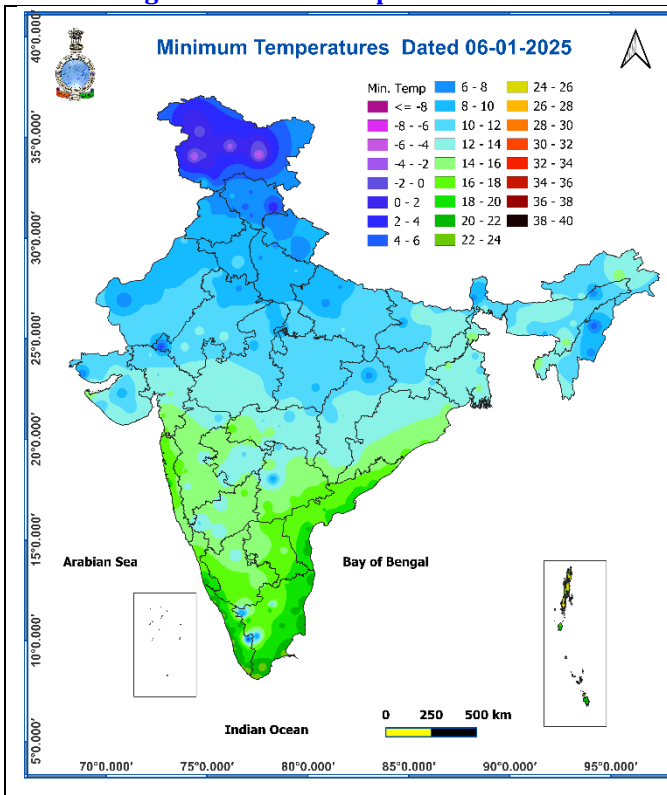 Minimum Temperatures Dated 06-01-2025
Min. Temp
<= -8
-8 - -6
-6 - -4
-4 - -2
-2 - 0
0 - 2
2 - 4
4 - 6
6 - 8
8 - 10
10 - 12
12 - 14
14 - 16
16 - 18
18 - 20
20 - 22
22 - 24
24 - 26
26 - 28
28 - 30
30 - 32
32 - 34
34 - 36
36 - 38
38 - 40
40°0.000'
35°0.000'
30°0.000'
25°0.000'
20°0.000'
15°0.000'
10°0.000'
5°0.000'
Arabian Sea
Bay of Bengal
Indian Ocean
0 250 500 km
70°0.000' 75°0.000' 80°0.000' 85°0.000' 90°0.000' 95°0.000'